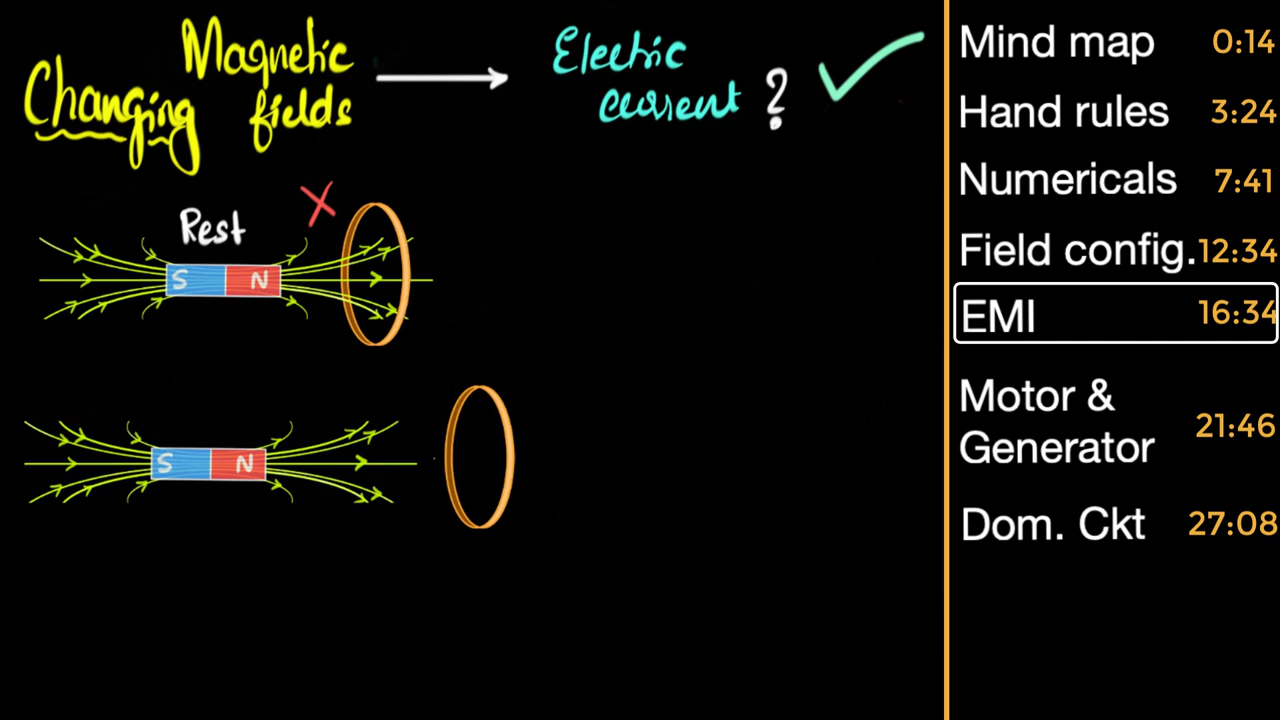 Changing Magnetic fields
Electric current ? ✓
Rest
S N
S N
Mind map 0:14
Hand rules 3:24
Numericals 7:41
Field config. 12:34
EMI 16:34
Motor & Generator 21:46
Dom. Ckt 27:08